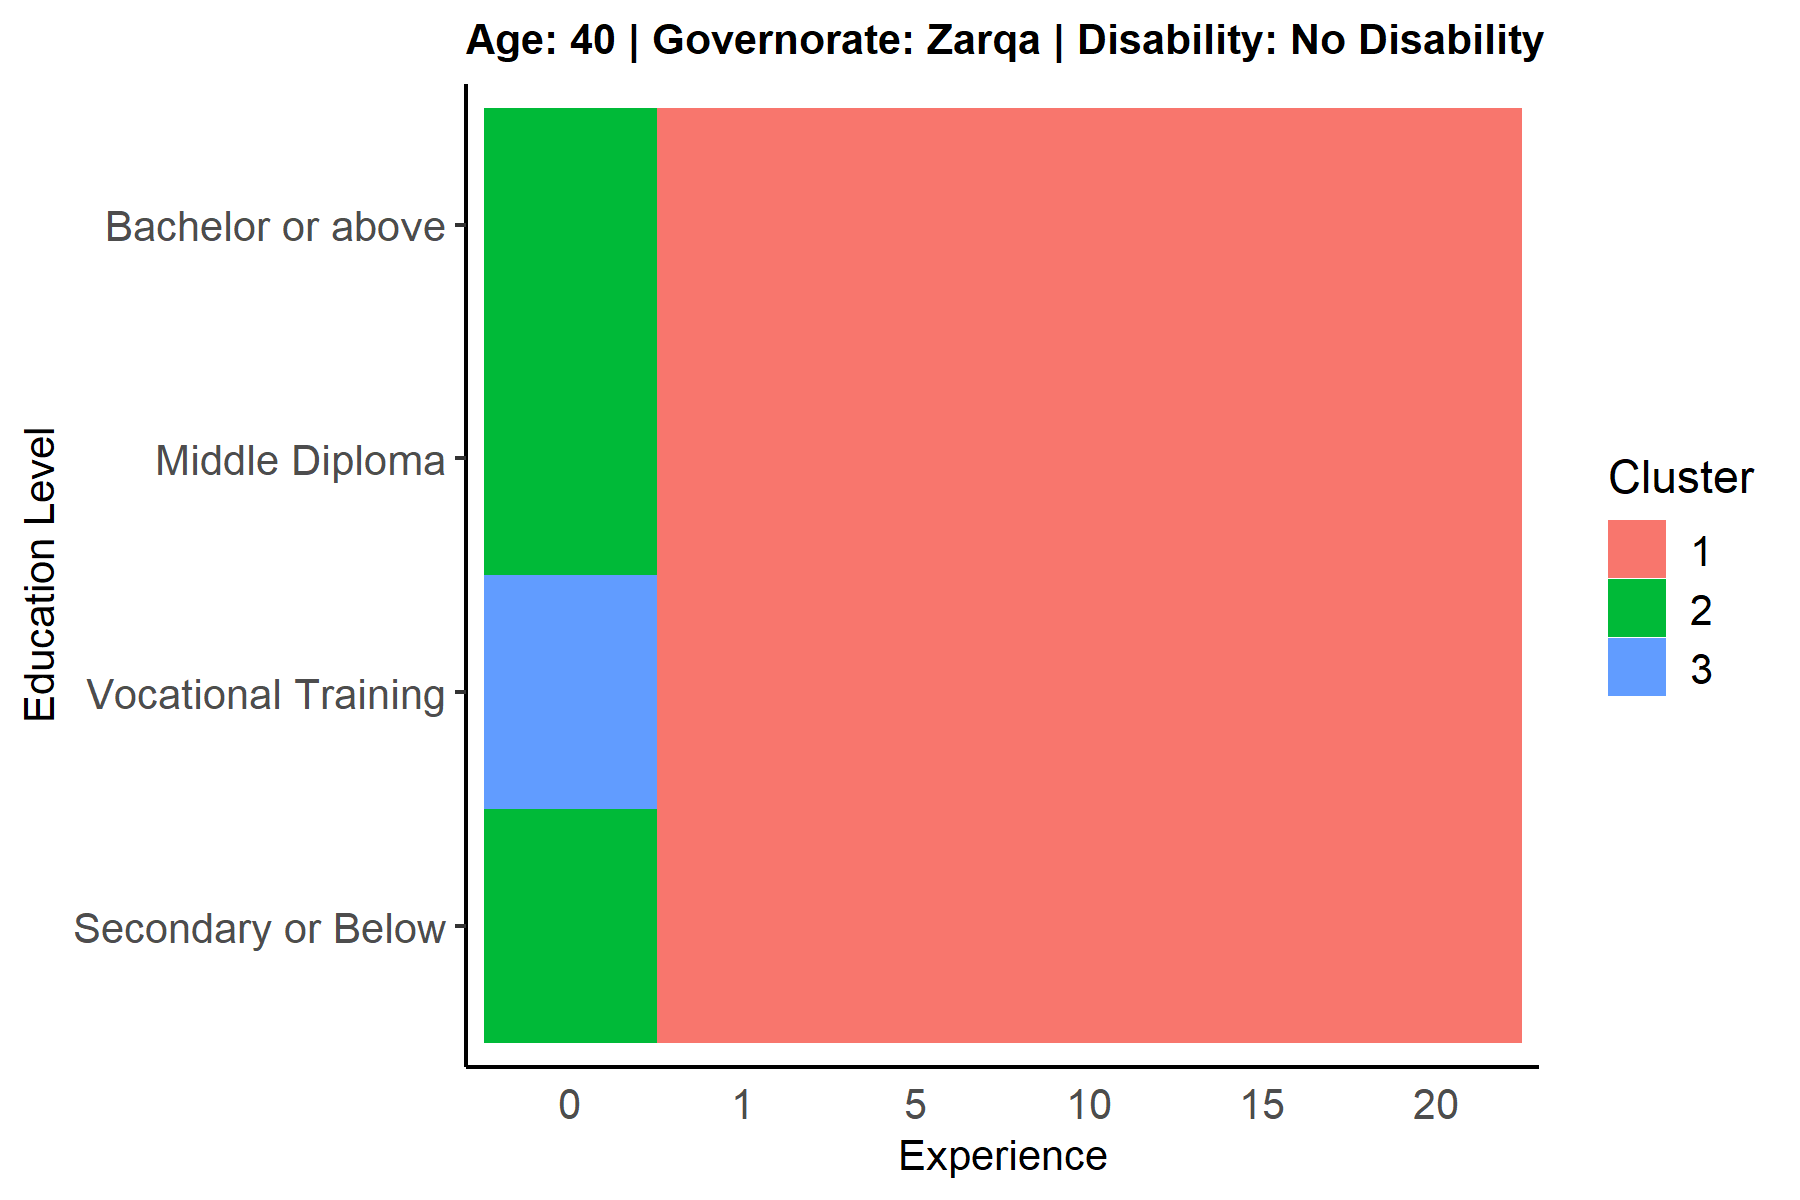 Age: 40 | Governorate: Zarqa | Disability: No Disability
Education Level
Bachelor or above
Middle Diploma
Vocational Training
Secondary or Below
0 1 5 10 15 20
Experience
Cluster
1
2
3